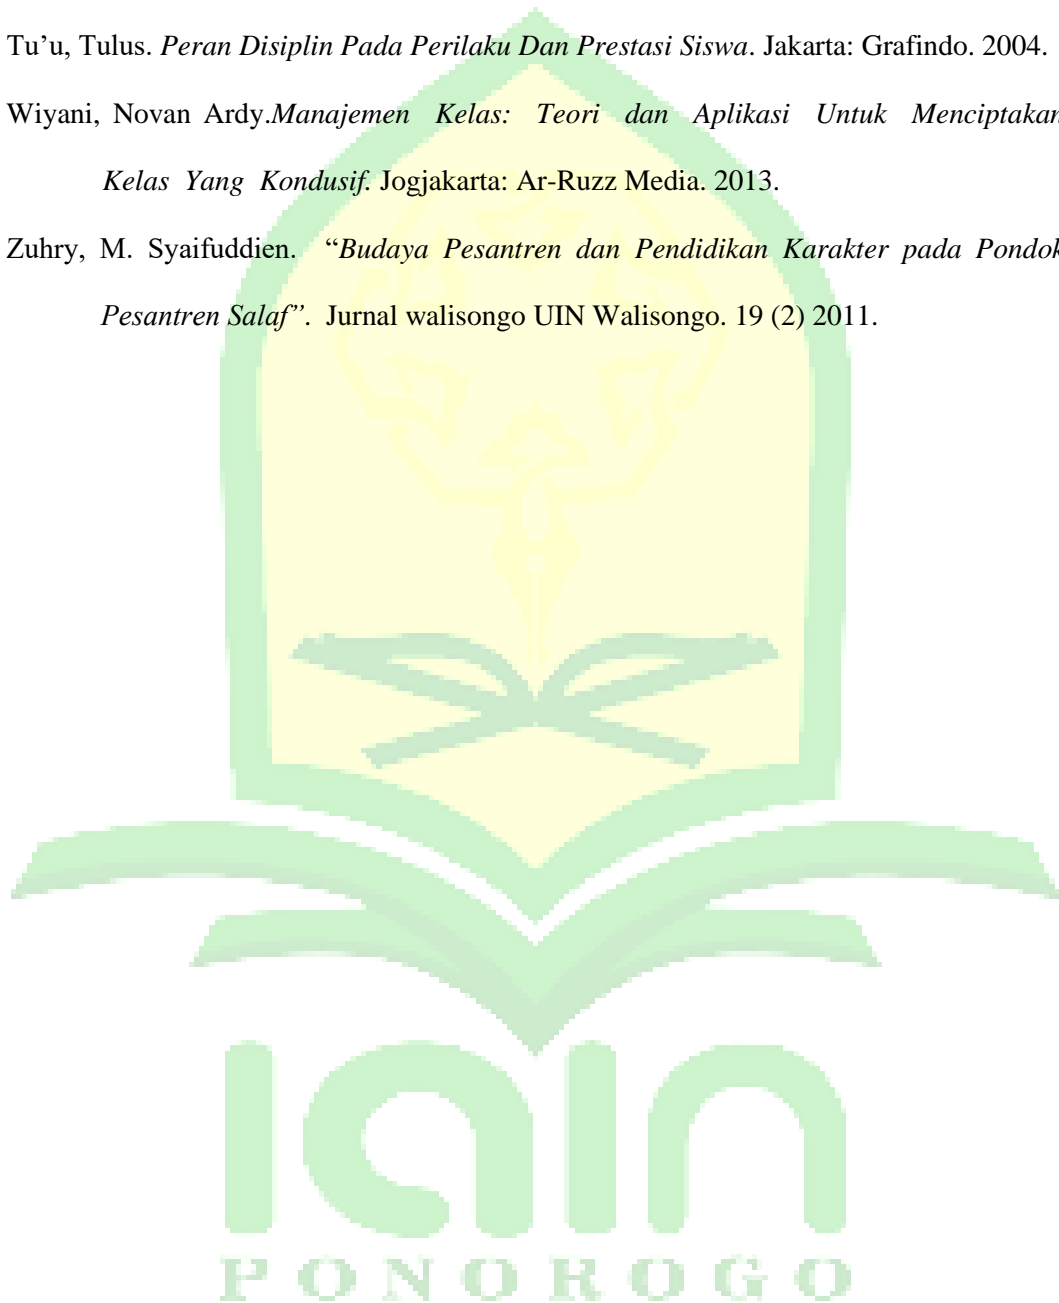 Tu’u, Tulus. Peran Disiplin Pada Perilaku Dan Prestasi Siswa. Jakarta: Grafindo. 2004.
Wiyani, Novan Ardy.Manajemen Kelas: Teori dan Aplikasi Untuk Menciptakan
Kelas Yang Kondusif. Jogjakarta: Ar-Ruzz Media. 2013.
Zuhry, M. Syaifuddien. “Budaya Pesantren dan Pendidikan Karakter pada Pondok
Pesantren Salaf”. Jurnal walisongo UIN Walisongo. 19 (2) 2011.
iain
PONOROGO